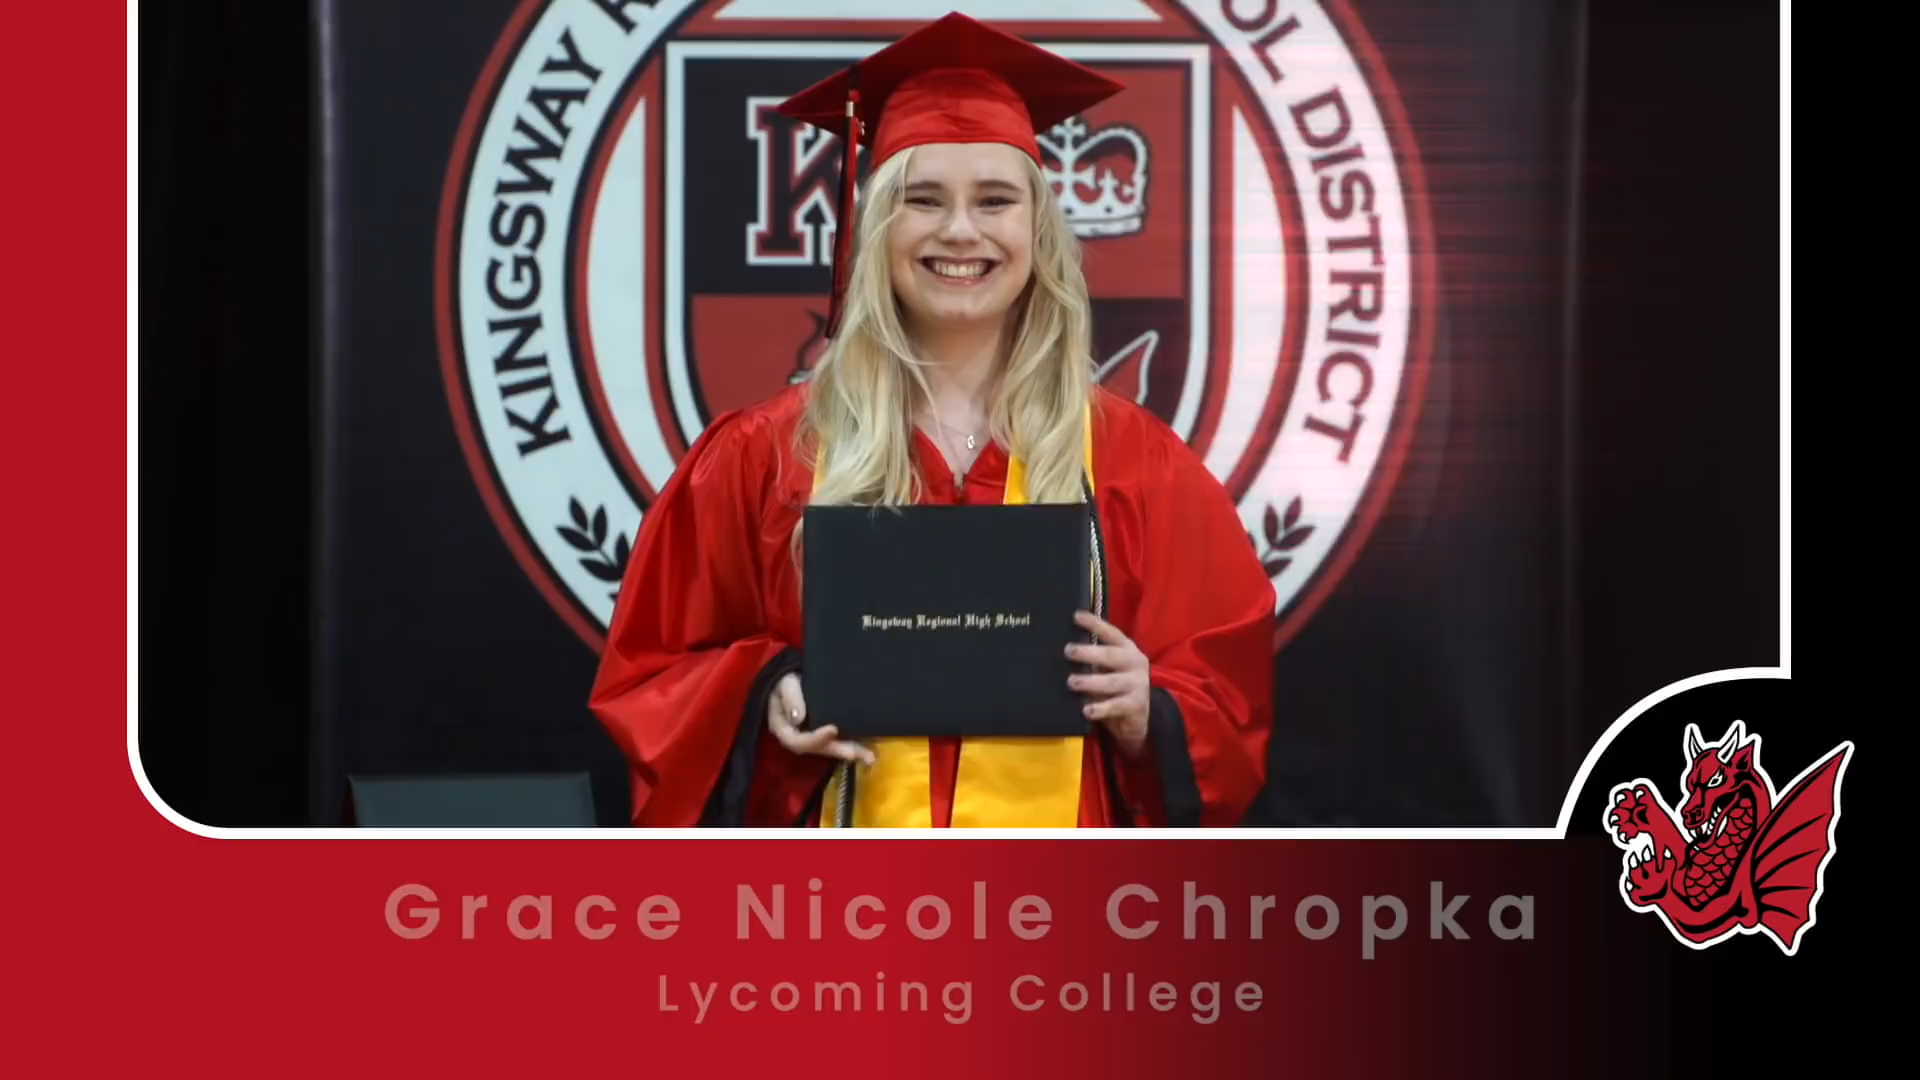 KINGSWAY R
OL DISTRICT
K
Kingsway Regional High School
Grace Nicole Chropka
Lycoming College